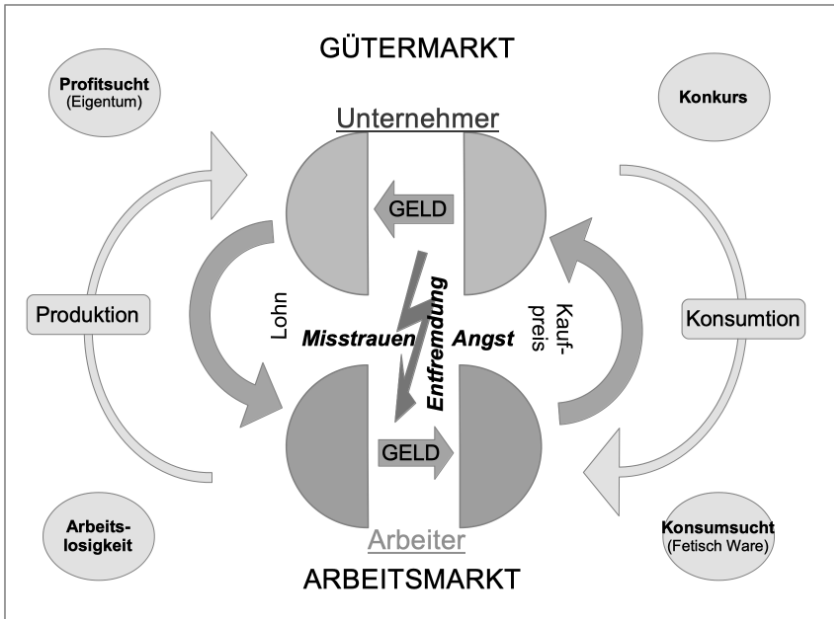 GÜTERMARKT
Profitsucht
(Eigentum)
Konkurs
Unternehmer
GELD
Produktion
Lohn
Misstrauen
Entfremdung
Angst
Kauf-
preis
Konsumtion
GELD
Arbeits-
losigkeit
Arbeiter
Konsumsucht
(Fetisch Ware)
ARBEITSMARKT